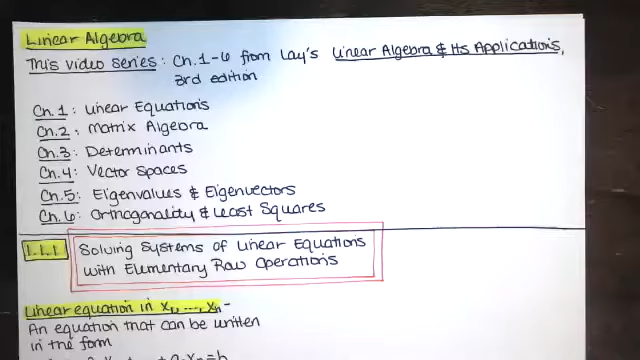 Linear Algebra
This video series: Ch. 1-6 from Lay's Linear Algebra & Its Applications,
3rd edition
Ch. 1: Linear Equations
Ch. 2: Matrix Algebra
Ch. 3: Determinants
Ch. 4: Vector Spaces
Ch. 5: Eigenvalues & Eigenvectors
Ch. 6: Orthogonality & Least Squares
1.1.1 Solving Systems of Linear Equations
with Elementary Row Operations
Linear equation in x₁, ..., xₙ -
An equation that can be written
in the form